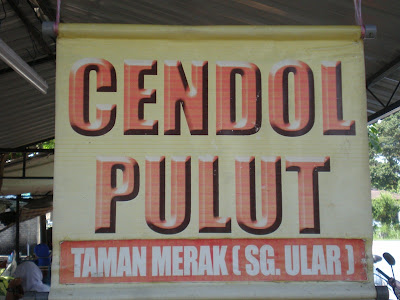 CENDOL
PULUT
TAMAN MERAK ( SG. ULAR )